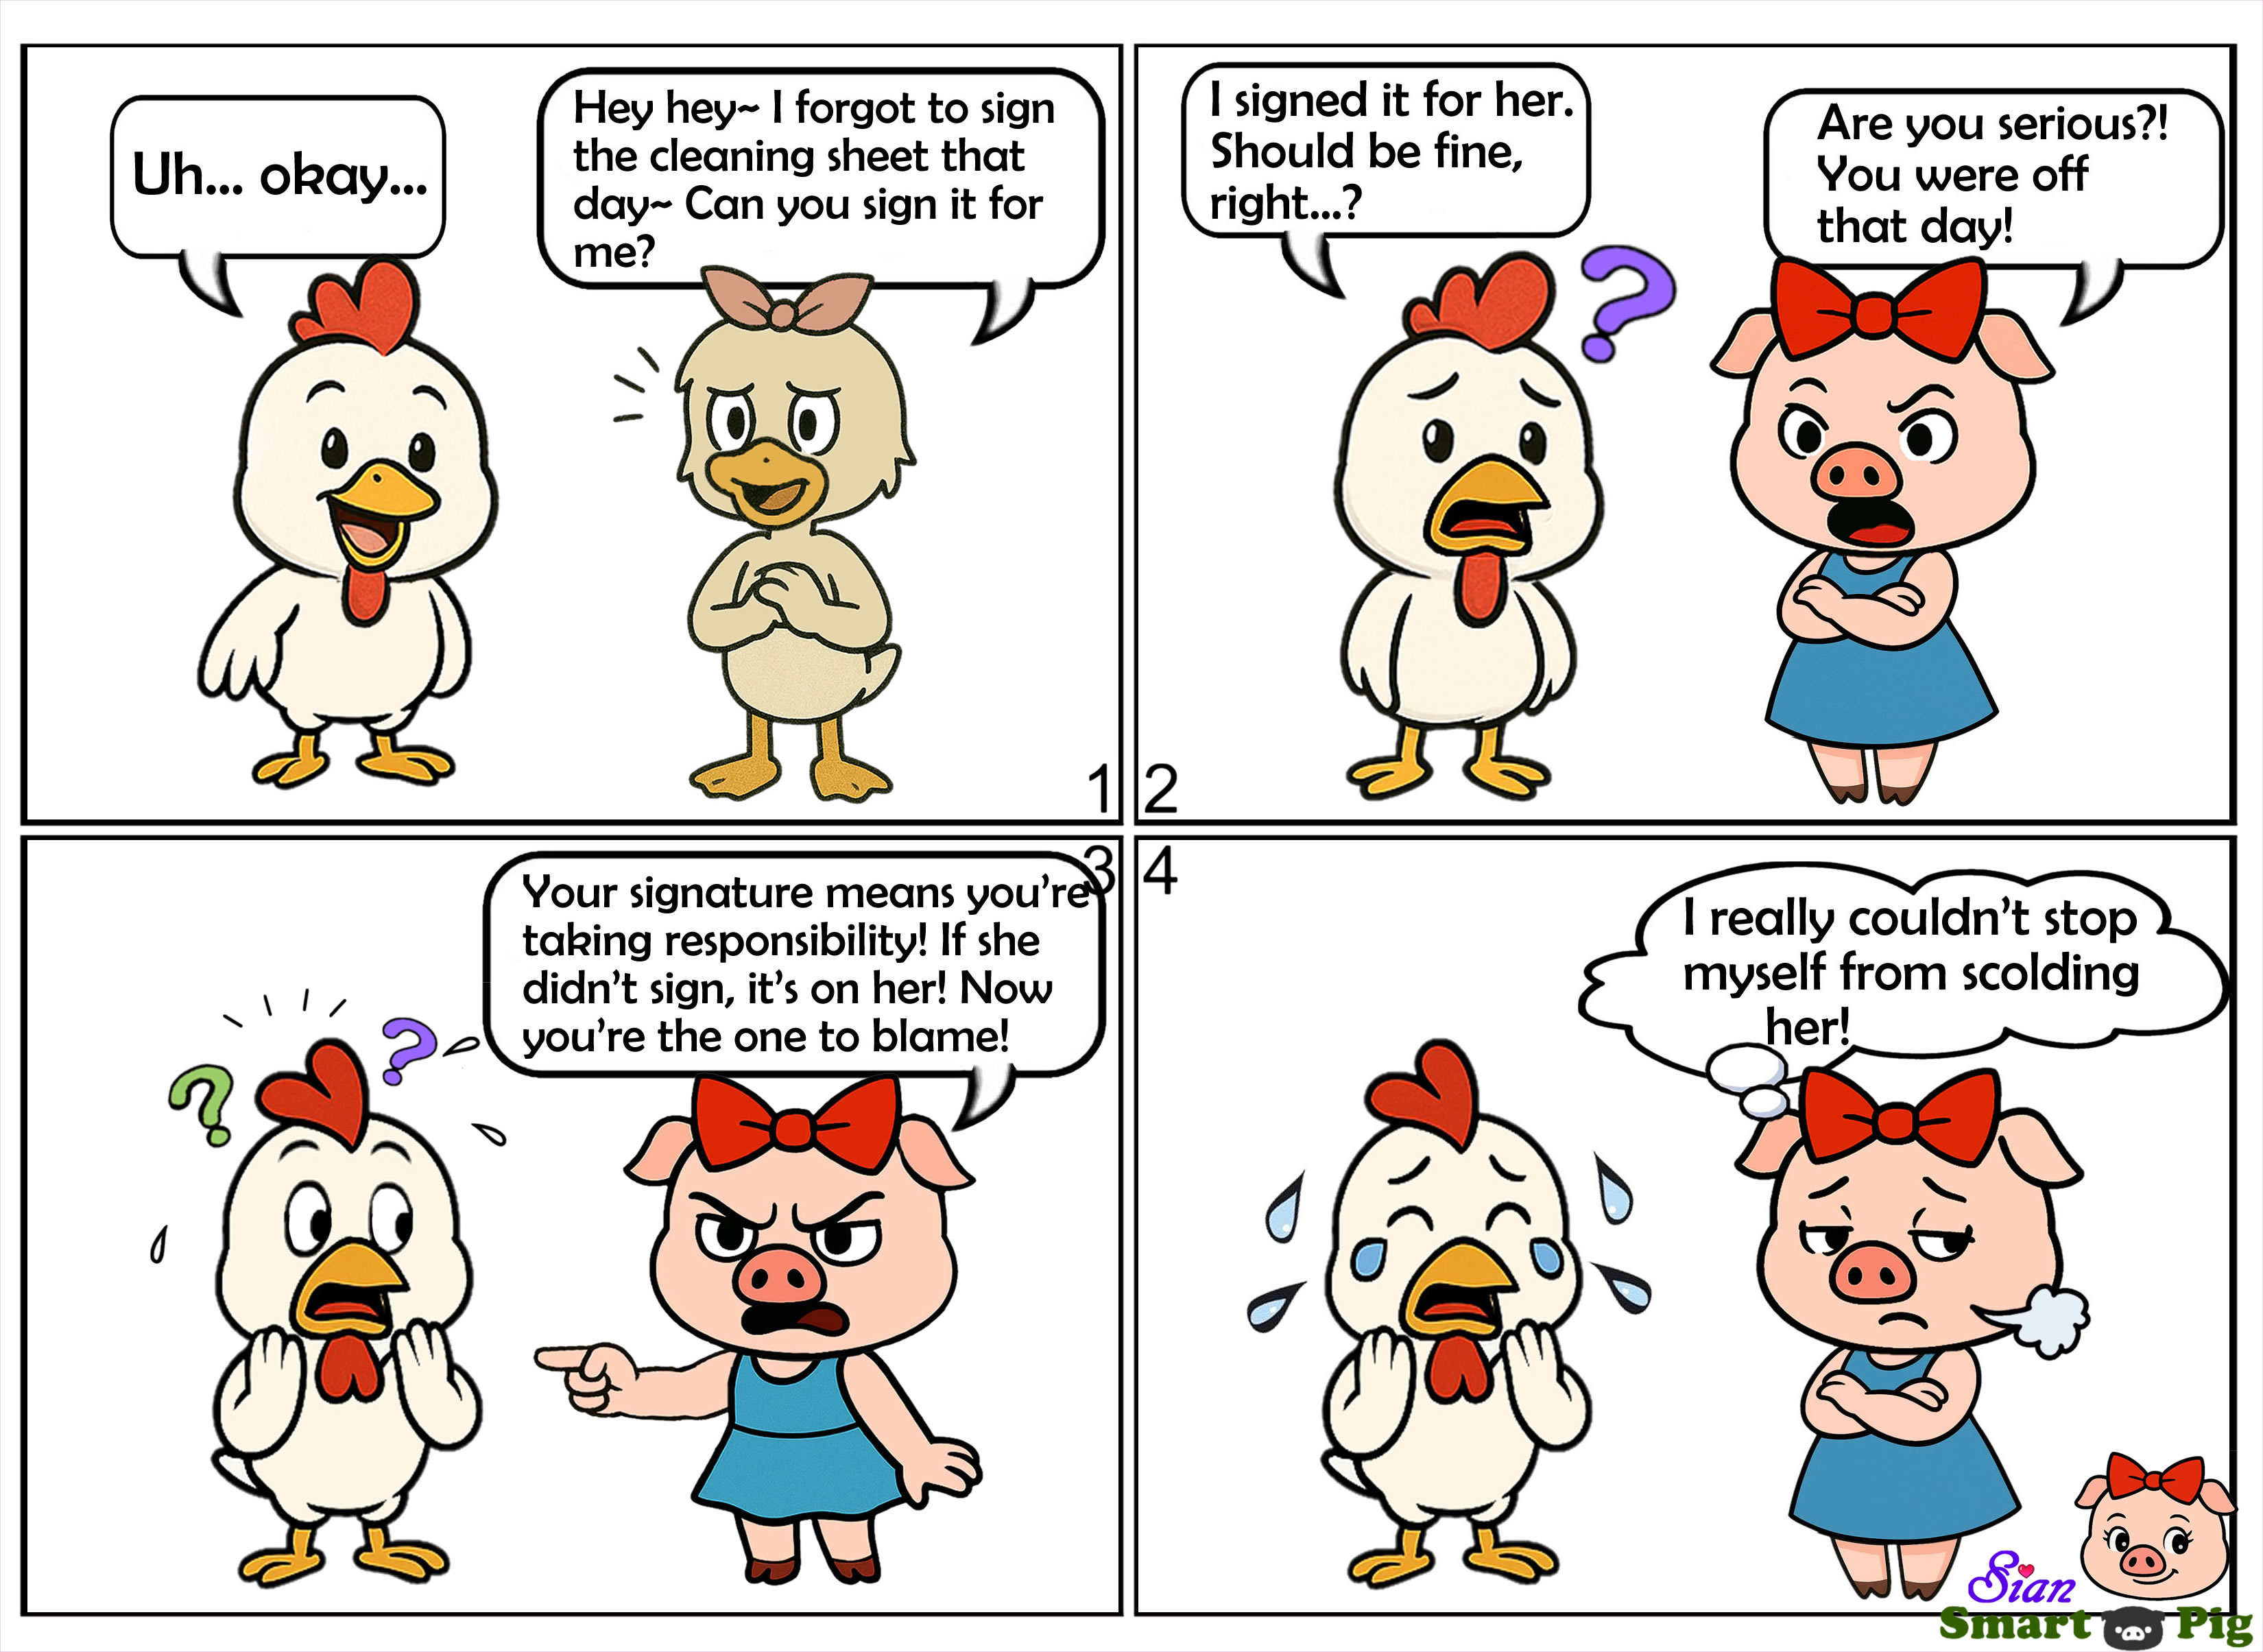 Uh... okay...
Hey hey~ I forgot to sign
the cleaning sheet that
day~ Can you sign it for
me?
1
I signed it for her.
Should be fine,
right...?
?
Are you serious?!
You were off
that day!
2
3
Your signature means you’re
taking responsibility! If she
didn’t sign, it’s on her! Now
you’re the one to blame!
?
?
4
I really couldn’t stop
myself from scolding
her!
Sian
Smart Pig